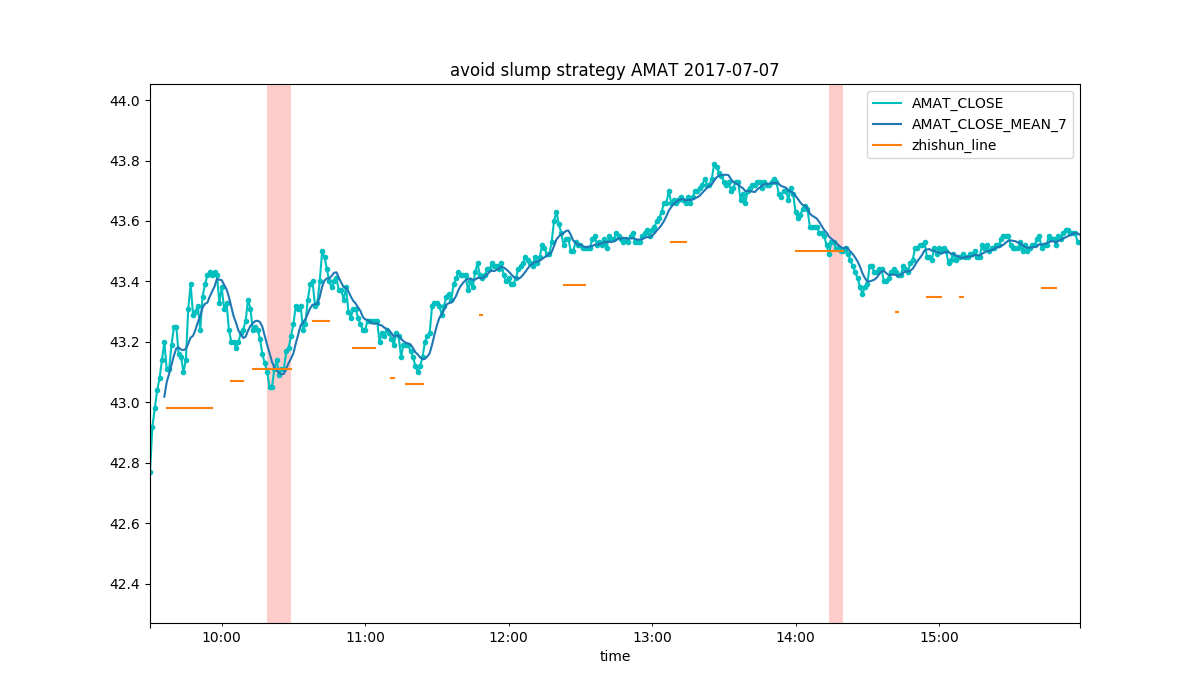 avoid slump strategy AMAT 2017-07-07
AMAT_CLOSE
AMAT_CLOSE_MEAN_7
zhishun_line
44.0
43.8
43.6
43.4
43.2
43.0
42.8
42.6
42.4
10:00 11:00 12:00 13:00 14:00 15:00
time